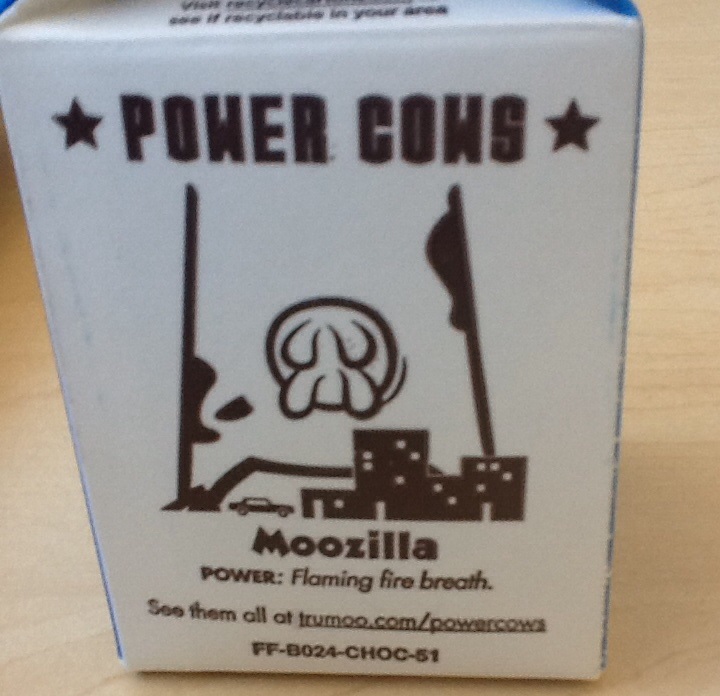 Visit
see if recyclable in your area
★ POWER COWS ★
Moozilla
POWER: Flaming fire breath.
See them all at trumoo.com/powercows
FF-B024-CHOC-51